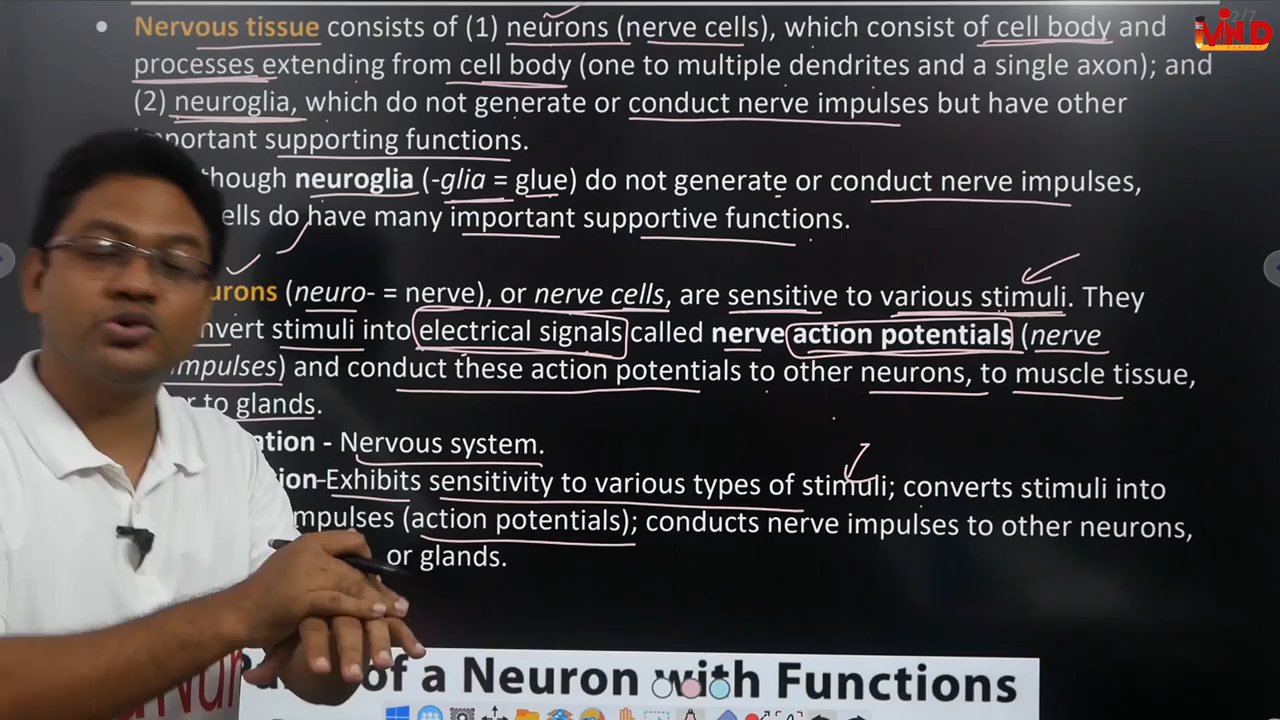 Nervous tissue consists of (1) neurons (nerve cells), which consist of cell body and
processes extending from cell body (one to multiple dendrites and a single axon); and
(2) neuroglia, which do not generate or conduct nerve impulses but have other
important supporting functions.
though neuroglia (-glia = glue) do not generate or conduct nerve impulses,
ells do have many important supportive functions.
urons (neuro- = nerve), or nerve cells, are sensitive to various stimuli. They
nvert stimuli into electrical signals called nerve action potentials (nerve
impulses) and conduct these action potentials to other neurons, to muscle tissue,
or to glands.
ation - Nervous system.
ion-Exhibits sensitivity to various types of stimuli; converts stimuli into
mpulses (action potentials); conducts nerve impulses to other neurons,
or glands.
of a Neuron with Functions